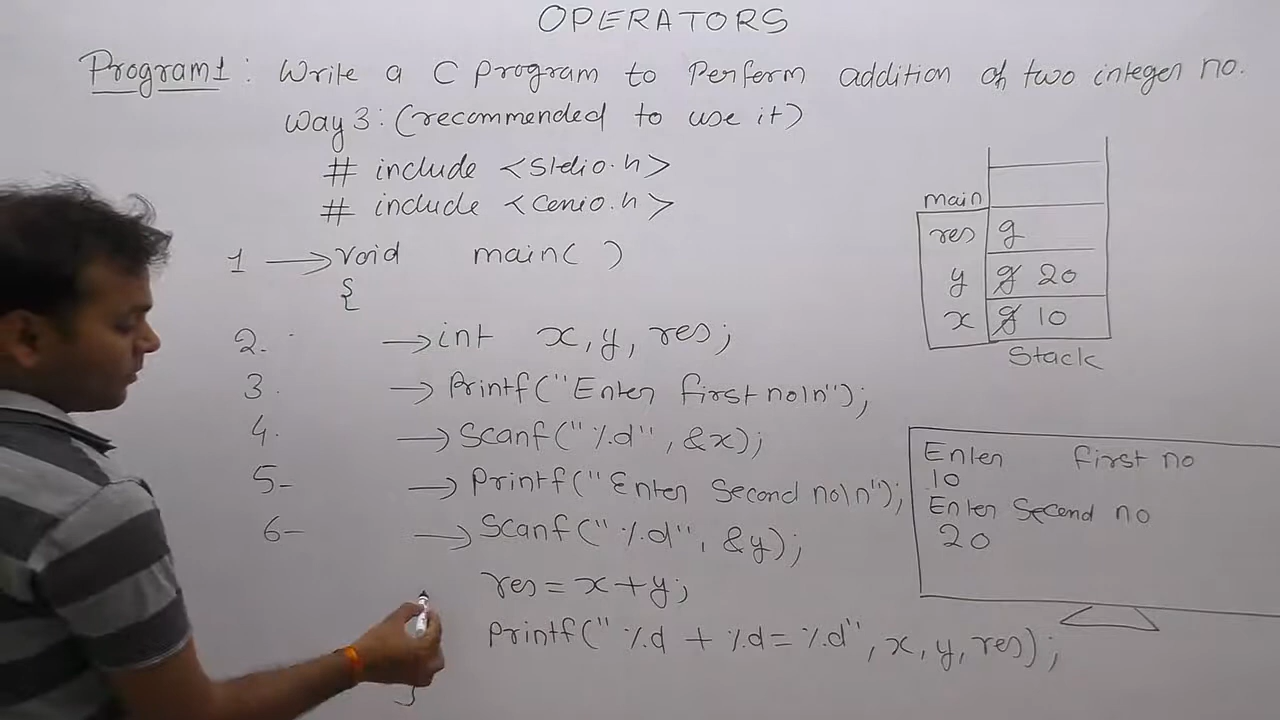 OPERATORS
Program 1: Write a C program to Perform addition of two integer no.
Way 3: (recommended to use it)
# include <stdio.h>
# include <conio.h>
1 → void main( )
{
2. → int x, y, res;
3. → Printf("Enter first no\n");
4. → Scanf("%d", &x);
5- → Printf("Enter Second no\n");
6- → Scanf("%d", &y);
res = x + y;
Printf("%d + %d = %d", x, y, res);
}
main
res g
y g 20
x g 10
Stack
Enter first no
10
Enter Second no
20